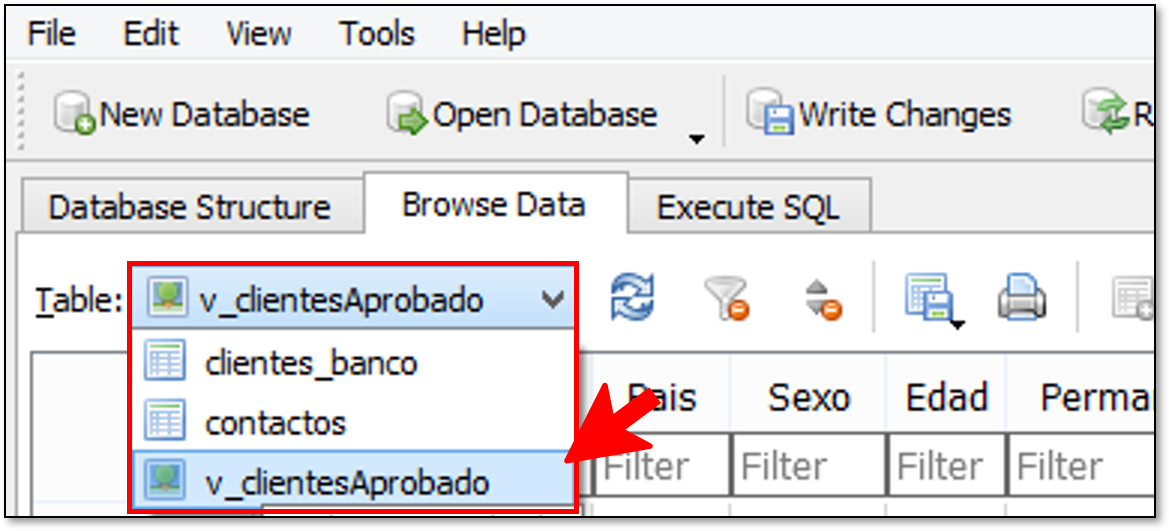 File Edit View Tools Help
New Database Open Database Write Changes R
Database Structure Browse Data Execute SQL
Table: v_clientesAprobado
clientes_banco
contactos
v_clientesAprobado
Pais Sexo Edad Perma
Filter Filter Filter Filter